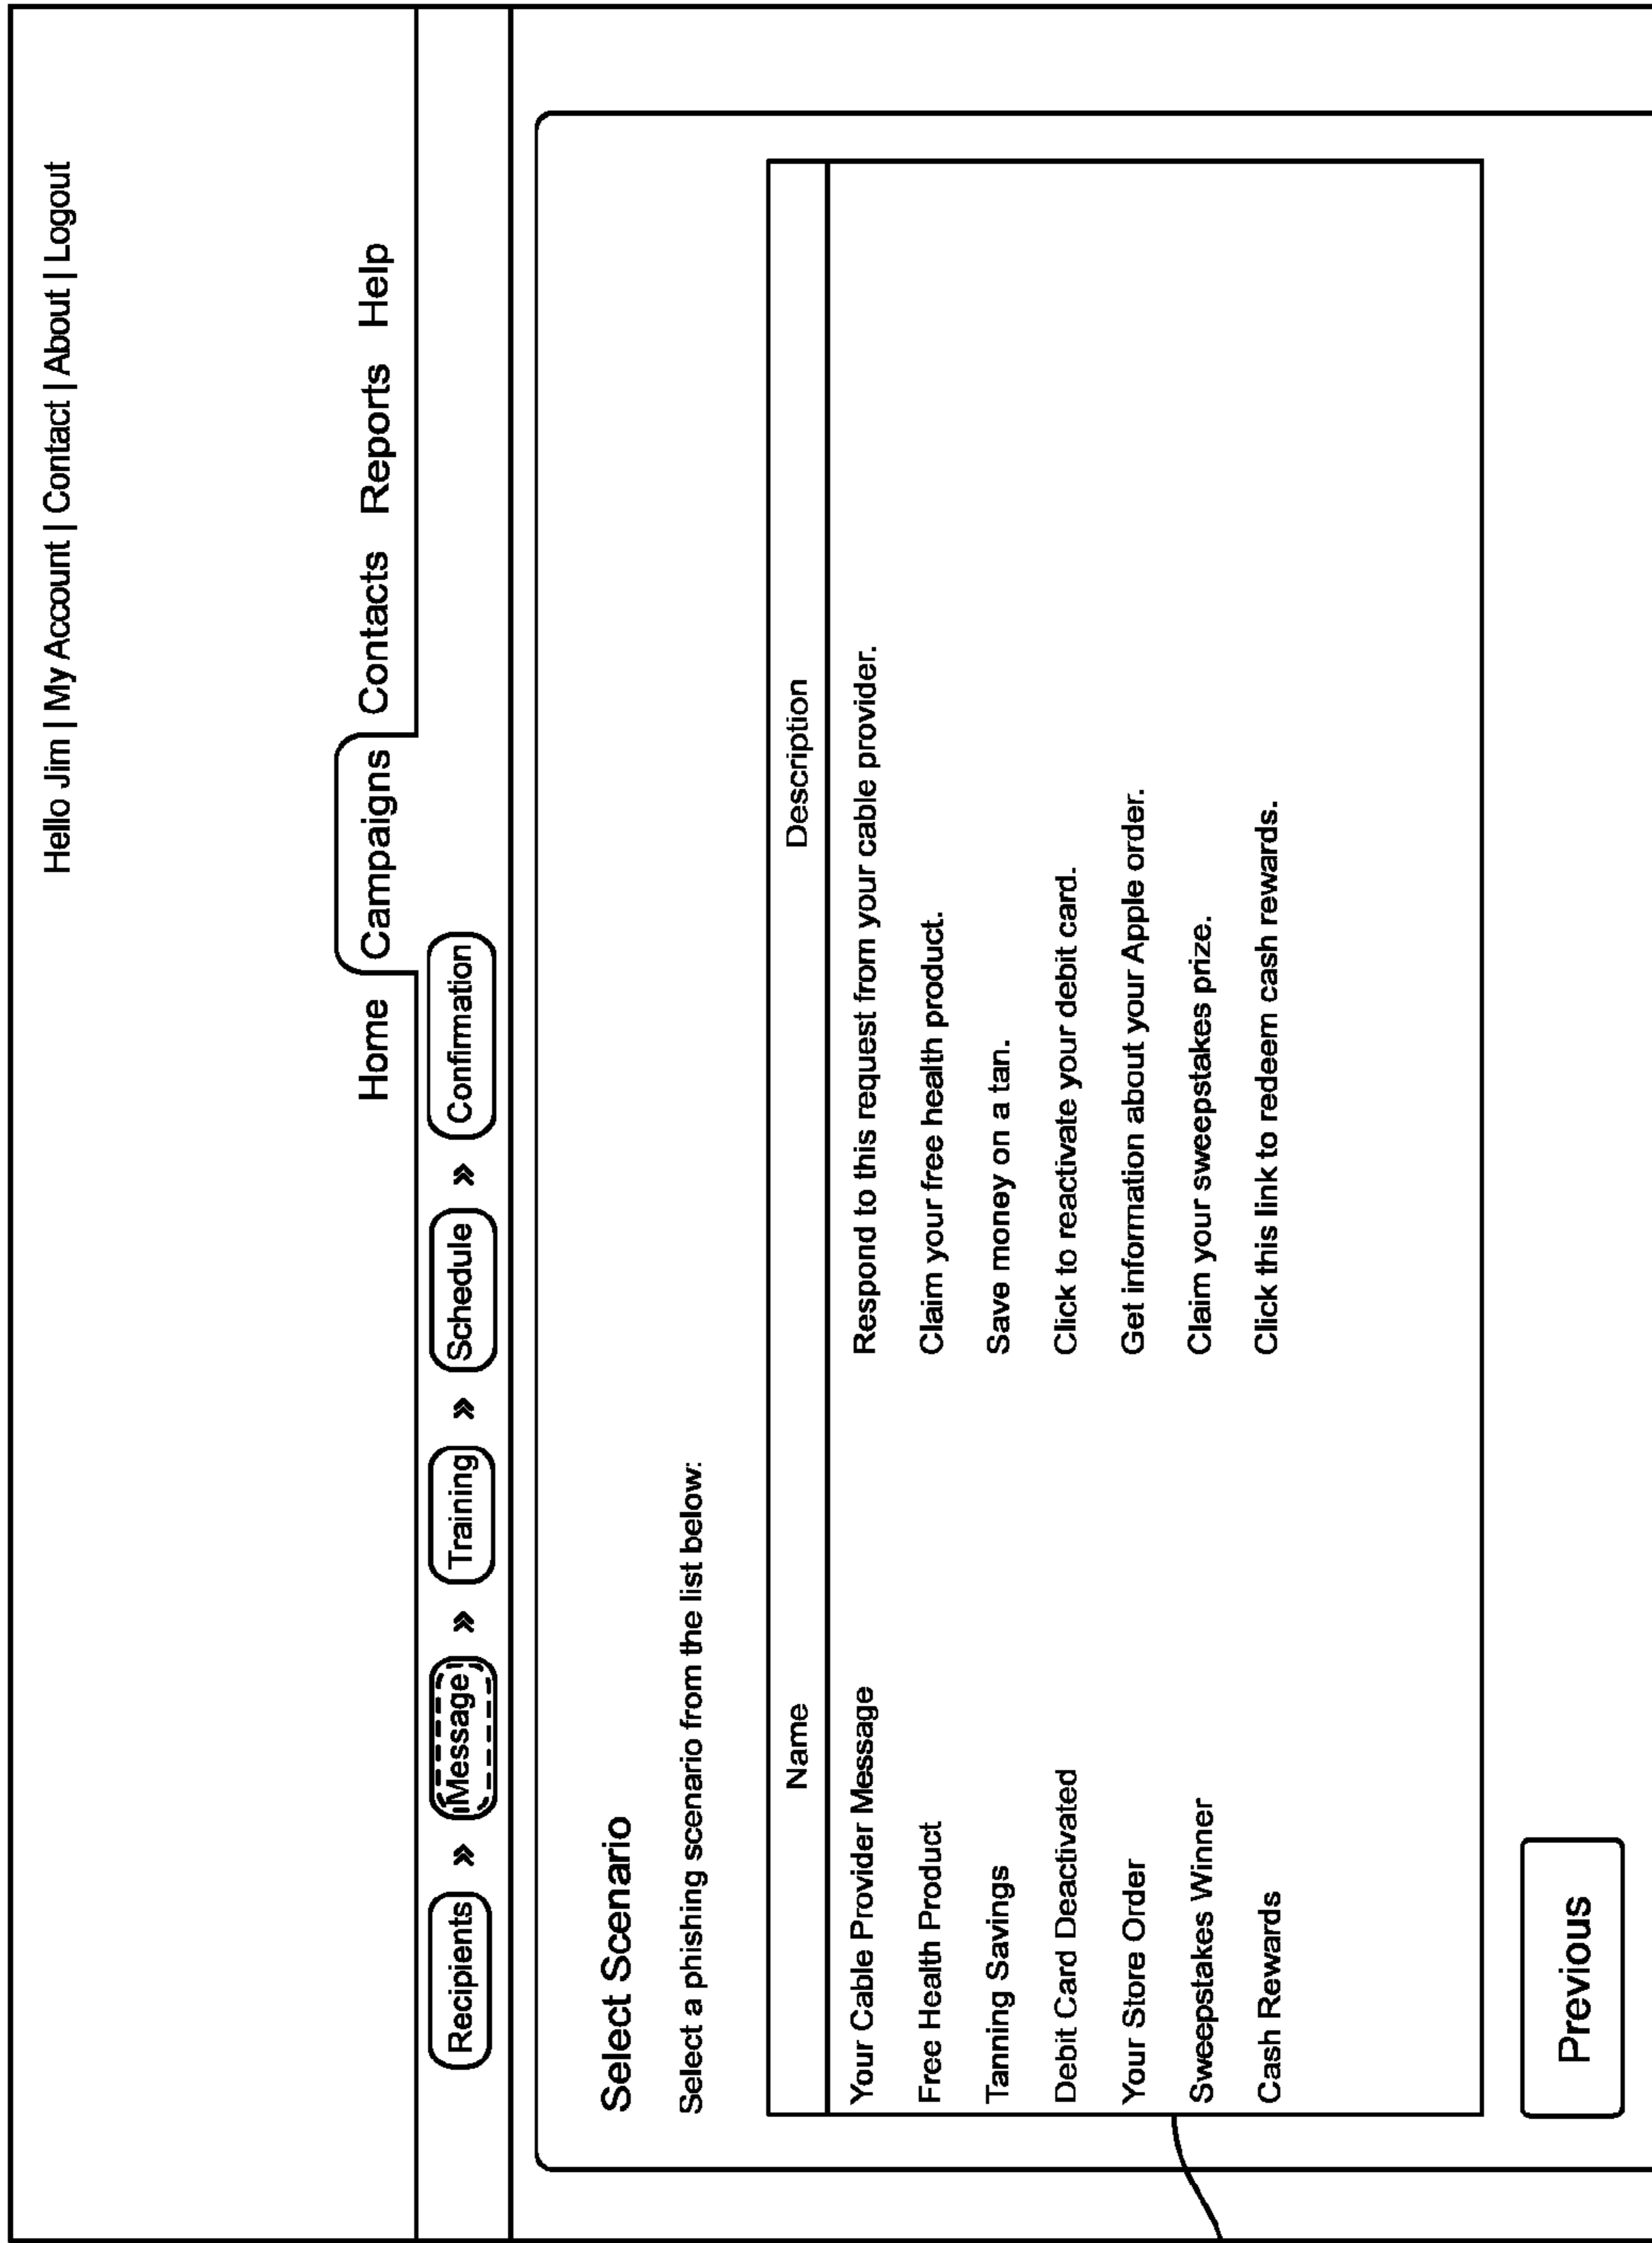 Hello Jim | My Account | Contact | About | Logout
Home Campaigns Contacts Reports Help
Recipients » Message » Training » Schedule » Confirmation
Select Scenario
Select a phishing scenario from the list below:
Name Description
Your Cable Provider Message Respond to this request from your cable provider.
Free Health Product Claim your free health product.
Tanning Savings Save money on a tan.
Debit Card Deactivated Click to reactivate your debit card.
Your Store Order Get information about your Apple order.
Sweepstakes Winner Claim your sweepstakes prize.
Cash Rewards Click this link to redeem cash rewards.
Previous